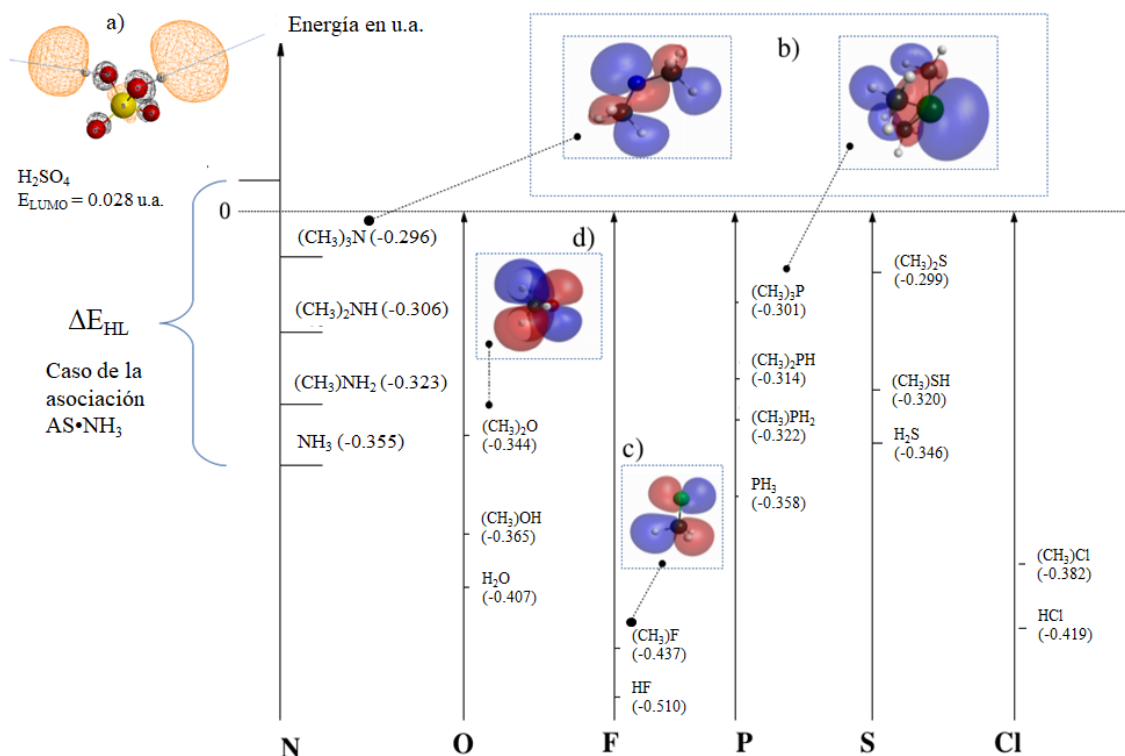 a)
Energía en u.a.
b)
H2SO4
ELUMO = 0.028 u.a.
0
(CH3)3N (-0.296)
(CH3)2NH (-0.306)
(CH3)NH2 (-0.323)
NH3 (-0.355)
ΔEHL
Caso de la
asociación
AS•NH3
d)
(CH3)2O
(-0.344)
(CH3)OH
(-0.365)
H2O
(-0.407)
c)
(CH3)F
(-0.437)
HF
(-0.510)
(CH3)3P
(-0.301)
(CH3)2PH
(-0.314)
(CH3)PH2
(-0.322)
PH3
(-0.358)
(CH3)2S
(-0.299)
(CH3)SH
(-0.320)
H2S
(-0.346)
(CH3)Cl
(-0.382)
HCl
(-0.419)
N O F P S Cl